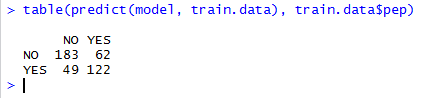 > table(predict(model, train.data), train.data$pep)
NO YES
NO 183 62
YES 49 122
>